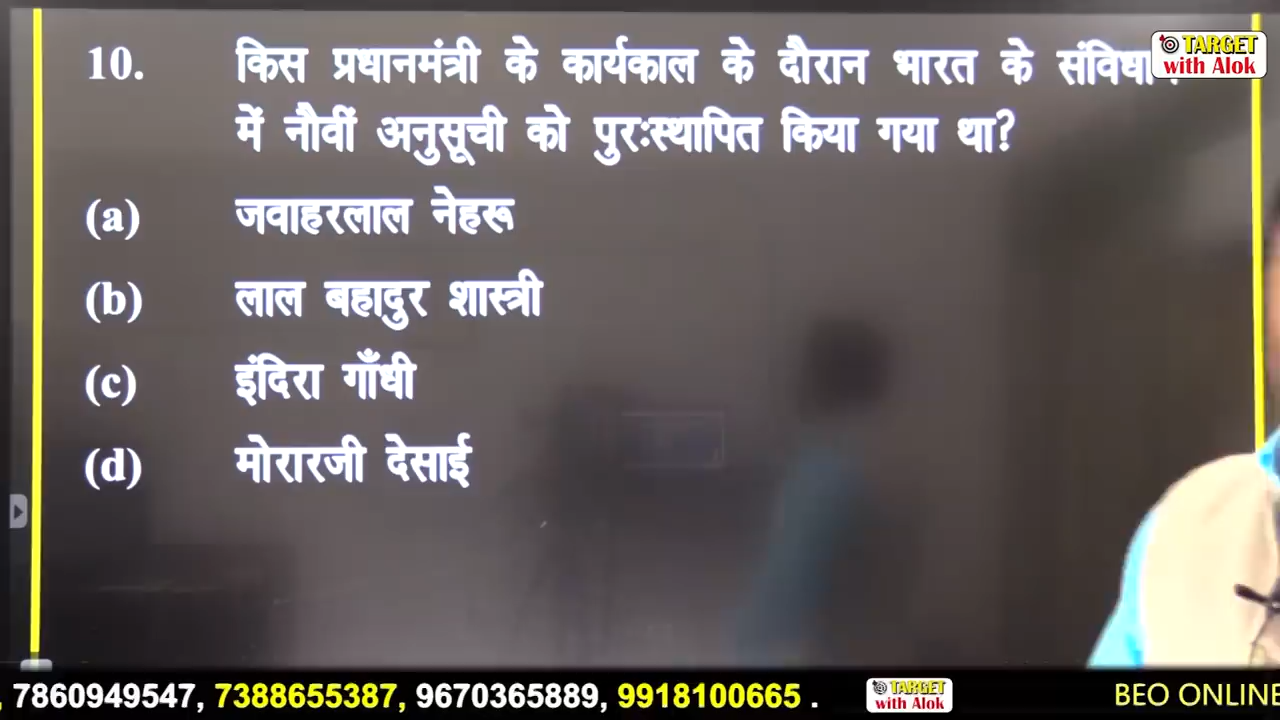 TARGET
with Alok
10. किस प्रधानमंत्री के कार्यकाल के दौरान भारत के
में नौवीं अनुसूची को पुरःस्थापित किया गया था?
(a) जवाहरलाल नेहरू
(b) लाल बहादुर शास्त्री
(c) इंदिरा गाँधी
(d) मोरारजी देसाई
, 7860949547, 7388655387, 9670365889, 9918100665 .
TARGET
with Alok
BEO ONLINE